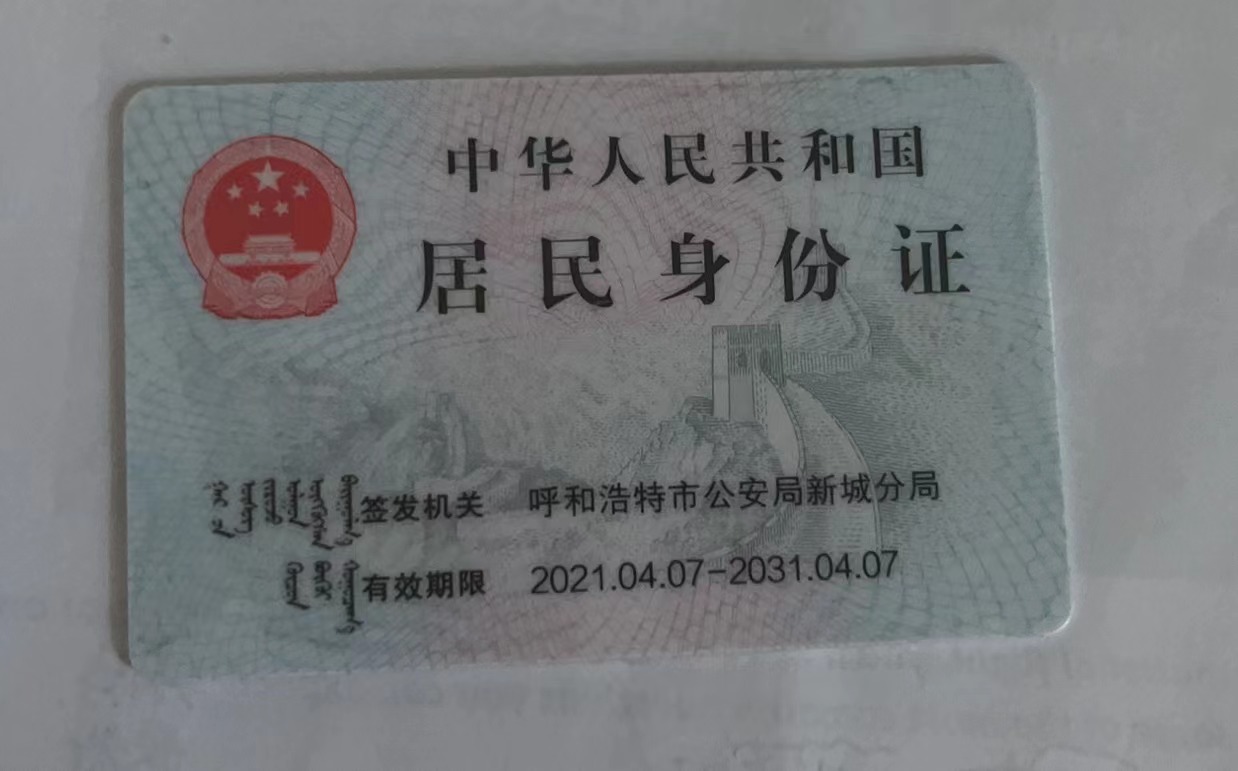 中华人民共和国
居民身份证
签发机关 呼和浩特市公安局新城分局
有效期限 2021.04.07-2031.04.07